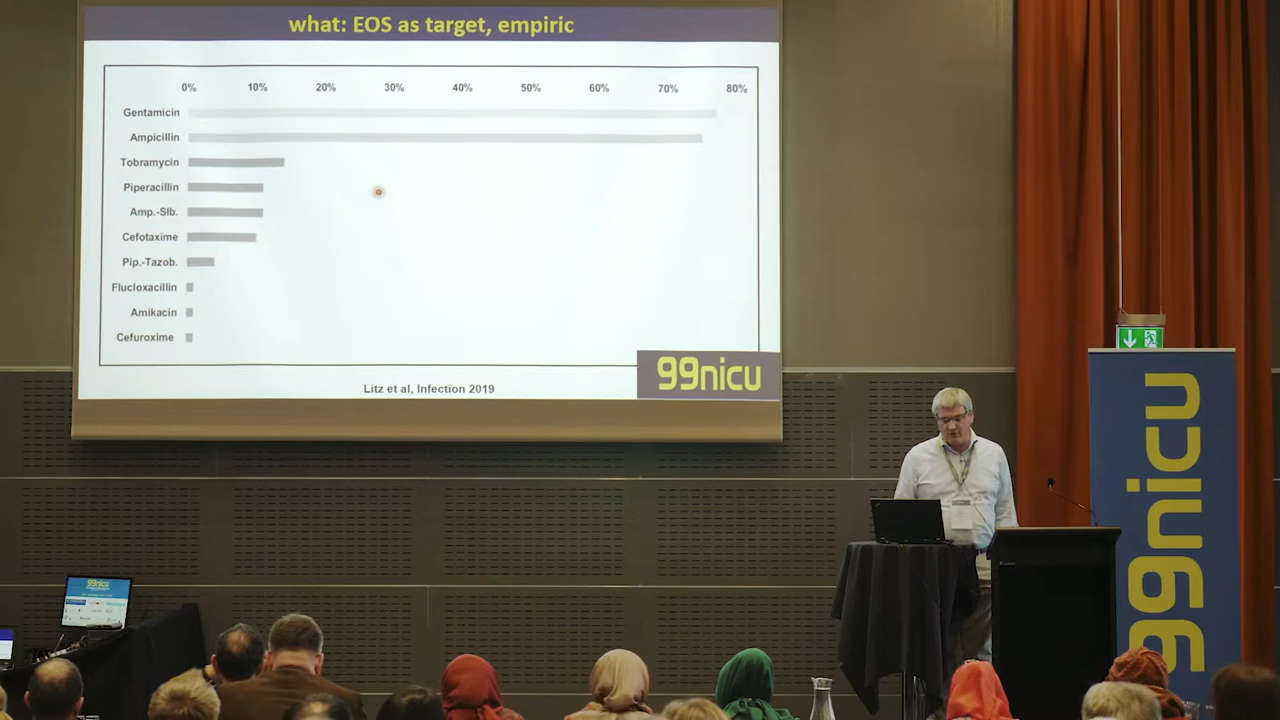 what: EOS as target, empiric
0% 10% 20% 30% 40% 50% 60% 70% 80%
Gentamicin
Ampicillin
Tobramycin
Piperacillin
Amp.-Slb.
Cefotaxime
Pip.-Tazob.
Flucloxacillin
Amikacin
Cefuroxime
Litz et al, Infection 2019
99nicu
99nicu
99nicu